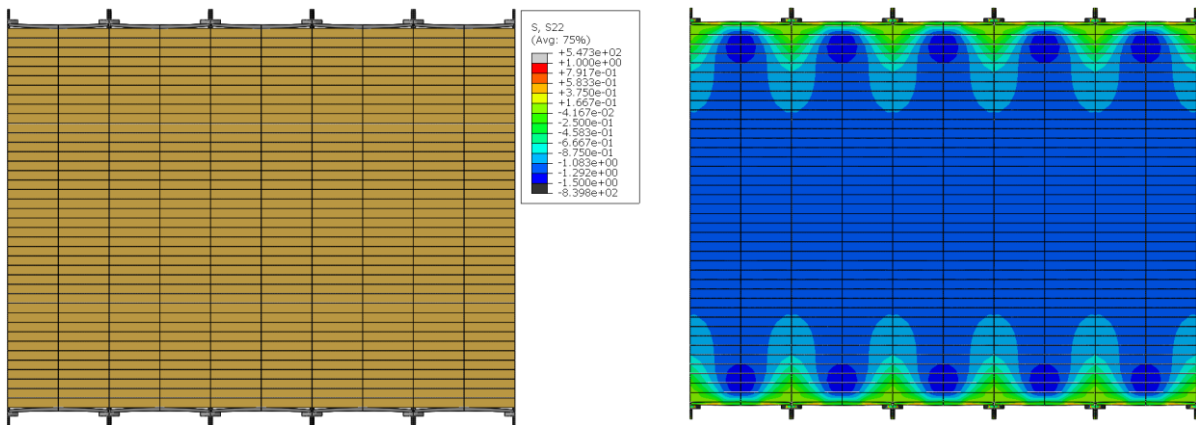 S, S22
(Avg: 75%)
+5.473e+02
+1.000e+00
+7.917e-01
+5.833e-01
+3.750e-01
+1.667e-01
-4.167e-02
-2.500e-01
-4.583e-01
-6.667e-01
-8.750e-01
-1.083e+00
-1.292e+00
-1.500e+00
-8.398e+02